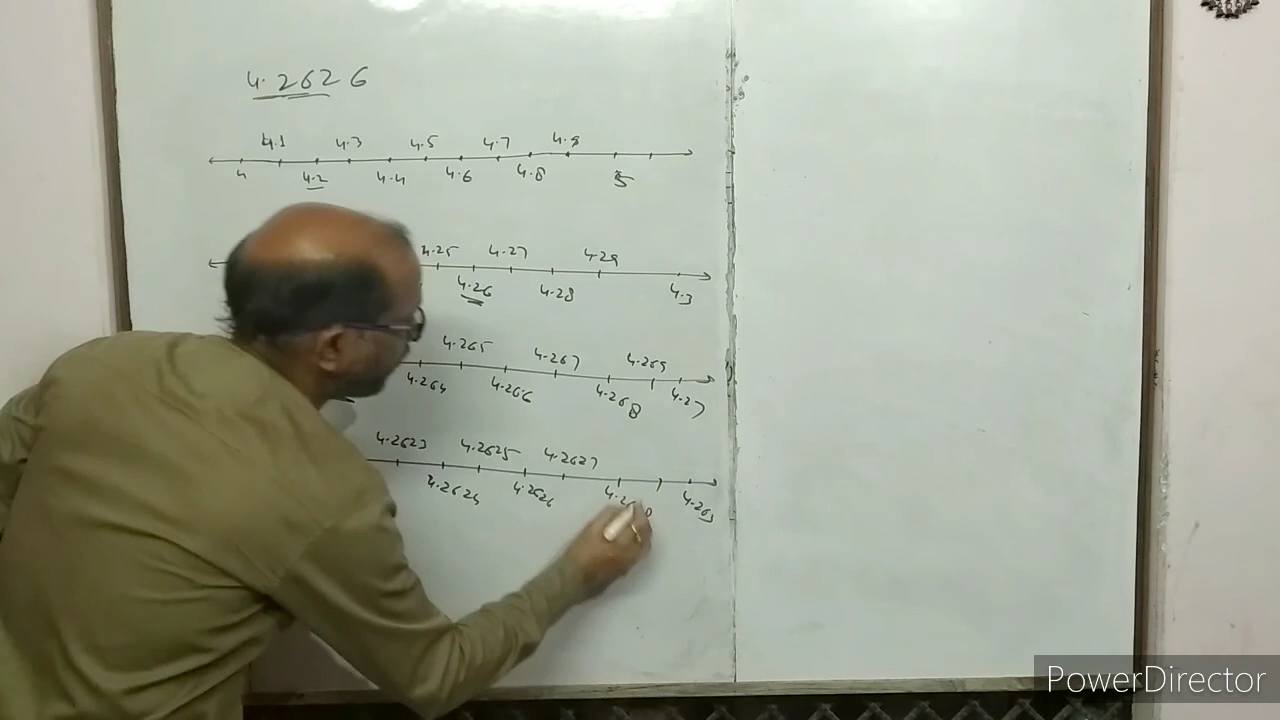 4.2626
4.1 4.3 4.5 4.7 4.9
4 4.2 4.4 4.6 4.8 5
4.25 4.27 4.29
4.26 4.28 4.3
4.265 4.267 4.269
4.264 4.266 4.268 4.27
4.2623 4.2625 4.2627
4.2624 4.2626 4.263
PowerDirector